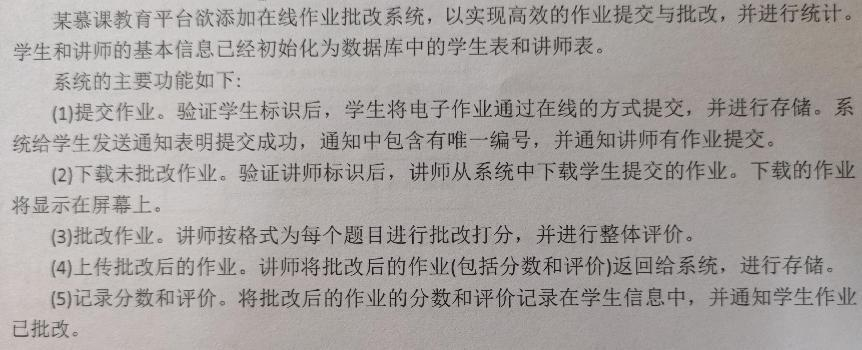 某慕课教育平台欲添加在线作业批改系统，以实现高效的作业提交与批改，并进行统计。
学生和讲师的基本信息已经初始化为数据库中的学生表和讲师表。
系统的主要功能如下:
(1)提交作业。验证学生标识后，学生将电子作业通过在线的方式提交，并进行存储。系
统给学生发送通知表明提交成功，通知中包含有唯一编号，并通知讲师有作业提交。
(2)下载未批改作业。验证讲师标识后，讲师从系统中下载学生提交的作业。下载的作业
将显示在屏幕上。
(3)批改作业。讲师按格式为每个题目进行批改打分，并进行整体评价。
(4)上传批改后的作业。讲师将批改后的作业(包括分数和评价)返回给系统，进行存储。
(5)记录分数和评价。将批改后的作业的分数和评价记录在学生信息中，并通知学生作业
已批改。